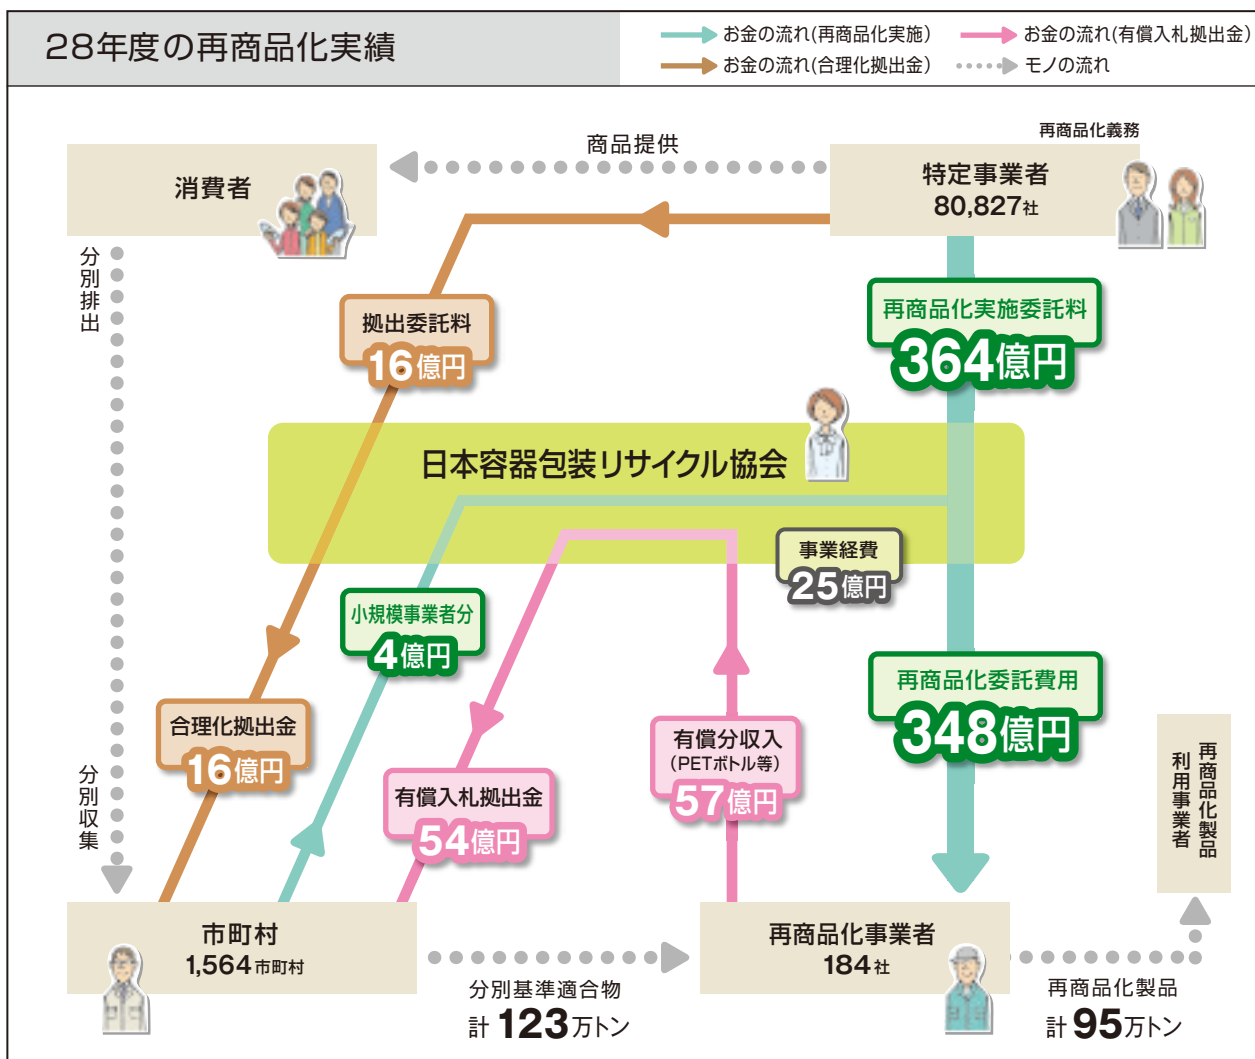 28年度の再商品化実績
お金の流れ(再商品化実施)
お金の流れ(有償入札拠出金)
お金の流れ(合理化拠出金)
モノの流れ
再商品化義務
商品提供
消費者
特定事業者
80,827社
分別排出
拠出委託料
16億円
再商品化実施委託料
364億円
日本容器包装リサイクル協会
事業経費
25億円
小規模事業者分
4億円
再商品化委託費用
348億円
合理化拠出金
16億円
有償分収入
(PETボトル等)
57億円
有償入札拠出金
54億円
分別収集
再商品化製品
利用事業者
市町村
1,564市町村
再商品化事業者
184社
分別基準適合物
計 123万トン
再商品化製品
計 95万トン